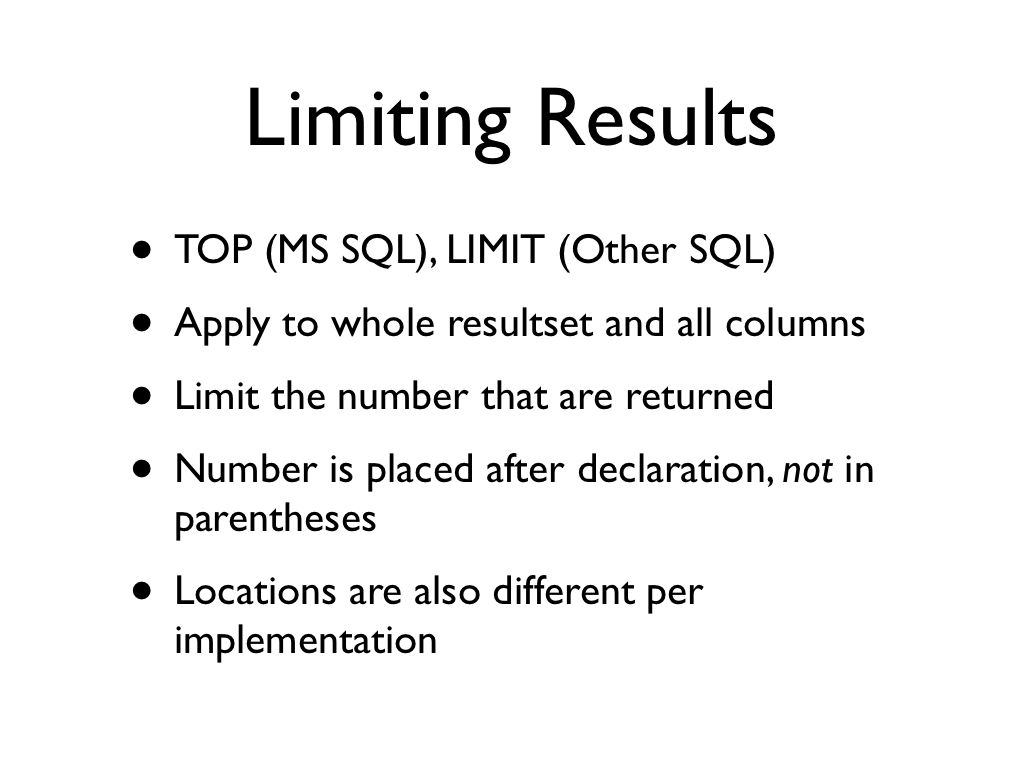 Limiting Results
• TOP (MS SQL), LIMIT (Other SQL)
• Apply to whole resultset and all columns
• Limit the number that are returned
• Number is placed after declaration, not in
parentheses
• Locations are also different per
implementation